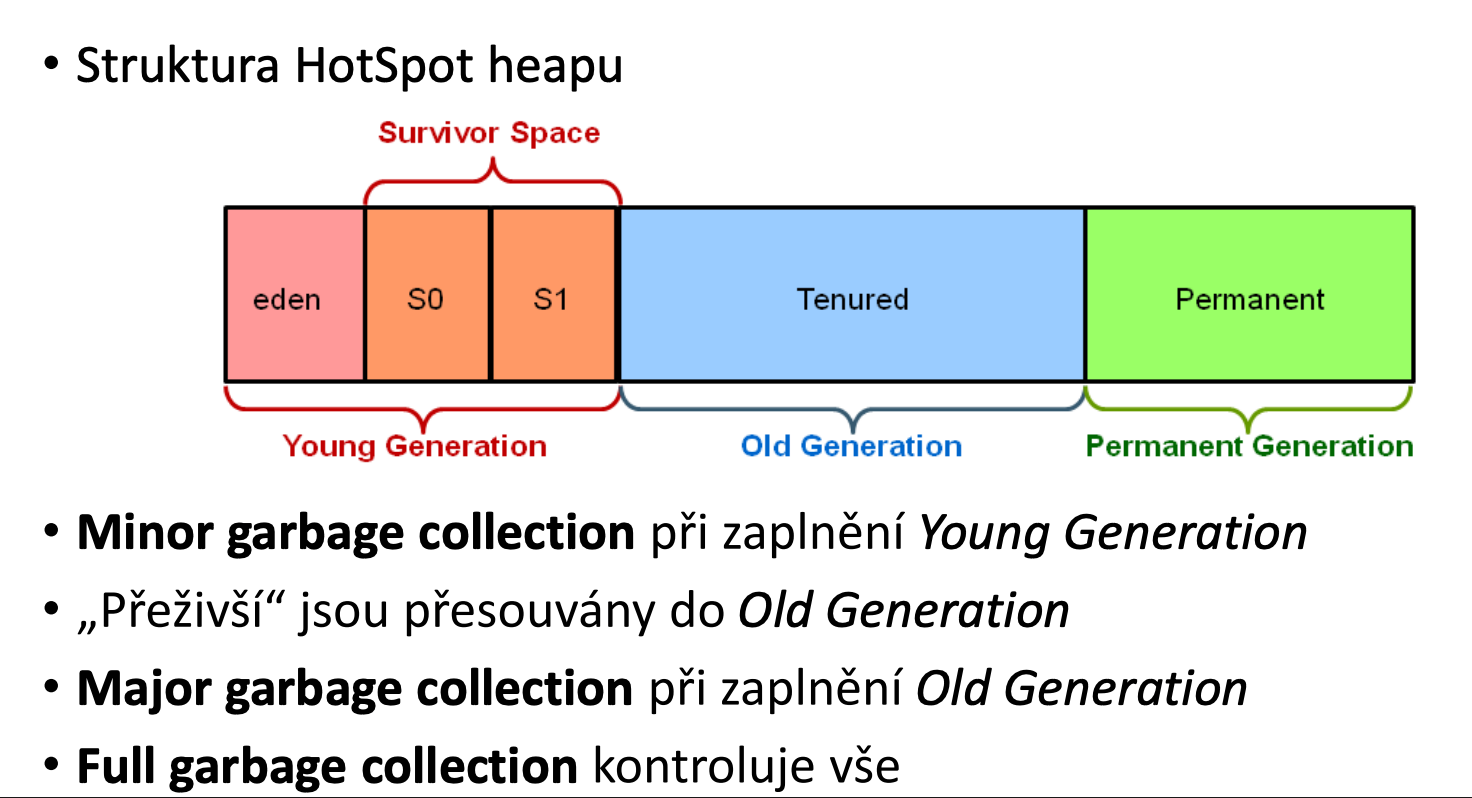 • Struktura HotSpot heapu
Survivor Space
eden S0 S1 Tenured Permanent
Young Generation Old Generation Permanent Generation
• Minor garbage collection při zaplnění Young Generation
• „Přeživší“ jsou přesouvány do Old Generation
• Major garbage collection při zaplnění Old Generation
• Full garbage collection kontroluje vše